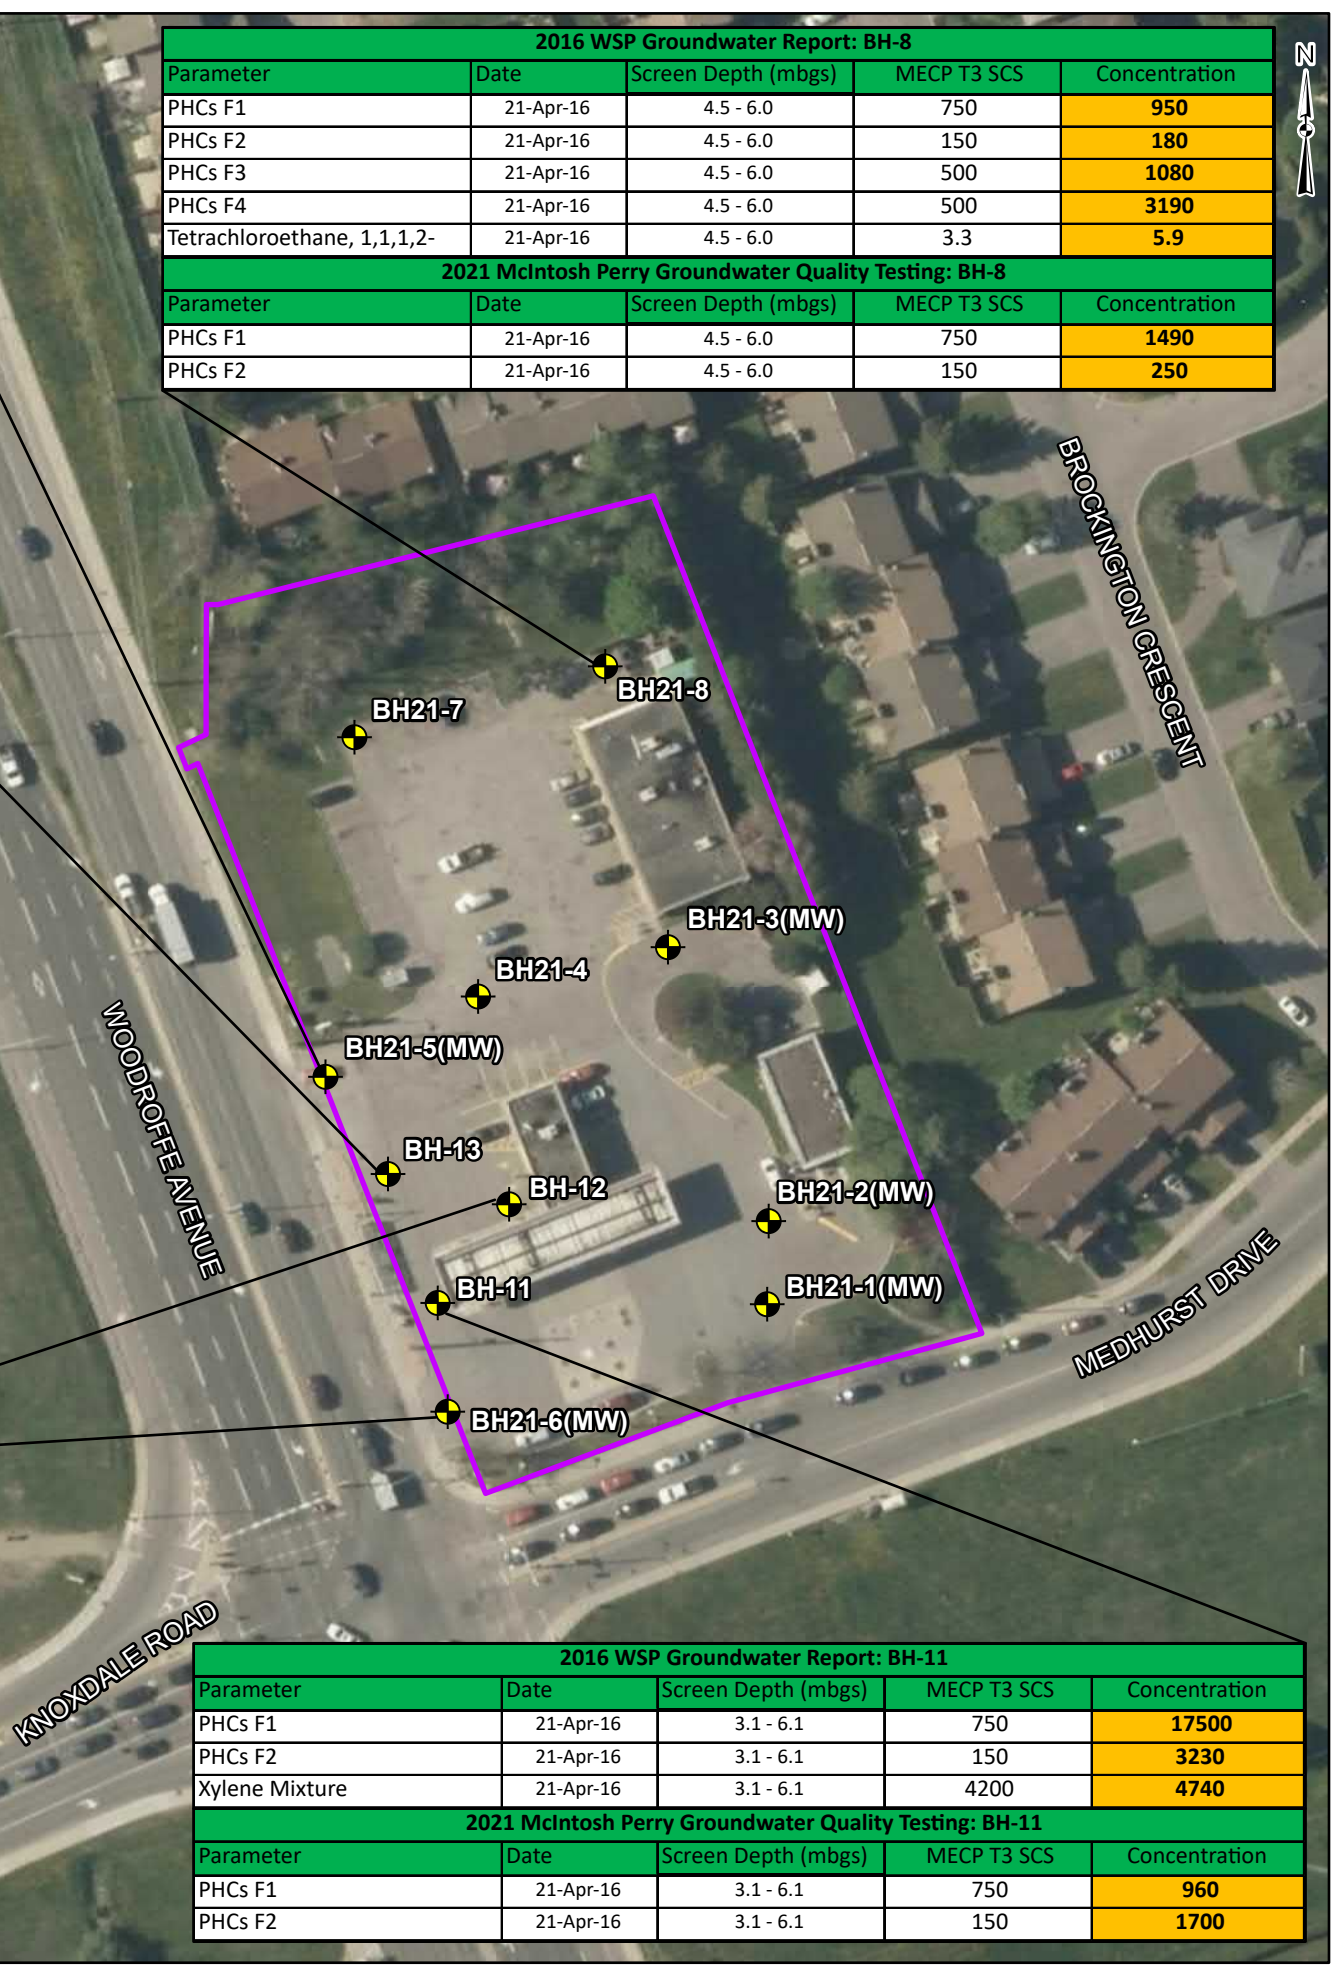 2016 WSP Groundwater Report: BH-8
Parameter Date Screen Depth (mbgs) MECP T3 SCS Concentration
PHCs F1 21-Apr-16 4.5 - 6.0 750 950
PHCs F2 21-Apr-16 4.5 - 6.0 150 180
PHCs F3 21-Apr-16 4.5 - 6.0 500 1080
PHCs F4 21-Apr-16 4.5 - 6.0 500 3190
Tetrachloroethane, 1,1,1,2- 21-Apr-16 4.5 - 6.0 3.3 5.9
2021 McIntosh Perry Groundwater Quality Testing: BH-8
Parameter Date Screen Depth (mbgs) MECP T3 SCS Concentration
PHCs F1 21-Apr-16 4.5 - 6.0 750 1490
PHCs F2 21-Apr-16 4.5 - 6.0 150 250
N
BROCKINGTON CRESCENT
BH21-8
BH21-7
BH21-3(MW)
BH21-4
WOODROFFE AVENUE
BH21-5(MW)
BH-13
BH-12
BH21-2(MW)
BH-11
BH21-1(MW)
MEDHURST DRIVE
BH21-6(MW)
KNOXDALE ROAD
2016 WSP Groundwater Report: BH-11
Parameter Date Screen Depth (mbgs) MECP T3 SCS Concentration
PHCs F1 21-Apr-16 3.1 - 6.1 750 17500
PHCs F2 21-Apr-16 3.1 - 6.1 150 3230
Xylene Mixture 21-Apr-16 3.1 - 6.1 4200 4740
2021 McIntosh Perry Groundwater Quality Testing: BH-11
Parameter Date Screen Depth (mbgs) MECP T3 SCS Concentration
PHCs F1 21-Apr-16 3.1 - 6.1 750 960
PHCs F2 21-Apr-16 3.1 - 6.1 150 1700